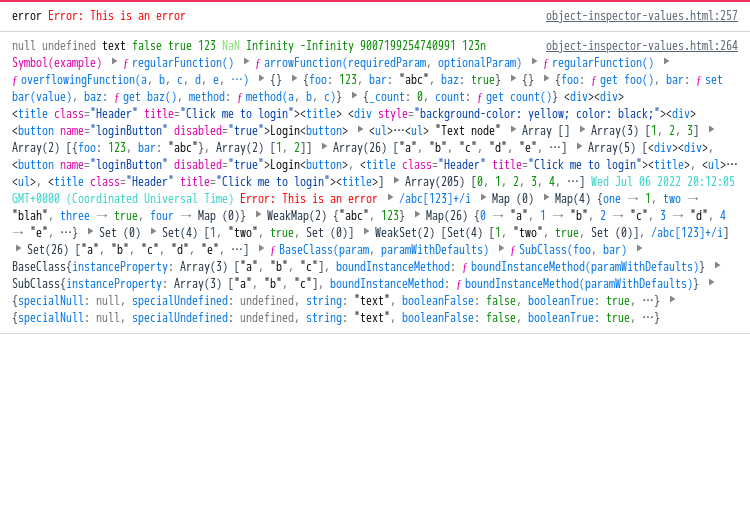 error Error: This is an error object-inspector-values.html:257
null undefined text false true 123 NaN Infinity -Infinity 9007199254740991 123n object-inspector-values.html:264
Symbol(example) ▶ ƒ regularFunction() ▶ ƒ arrowFunction(requiredParam, optionalParam) ▶ ƒ regularFunction() ▶
ƒ overflowingFunction(a, b, c, d, e, …) ▶ {} ▶ {foo: 123, bar: "abc", baz: true} ▶ {} ▶ {foo: ƒ get foo(), bar: ƒ set
bar(value), baz: ƒ get baz(), method: ƒ method(a, b, c)} ▶ {_count: 0, count: ƒ get count()} <div><div>
<title class="Header" title="Click me to login"><title> <div style="background-color: yellow; color: black;"><div>
<button name="loginButton" disabled="true">Login<button> ▶ <ul>…<ul> "Text node" ▶ Array [] ▶ Array(3) [1, 2, 3] ▶
Array(2) [{foo: 123, bar: "abc"}, Array(2) [1, 2]] ▶ Array(26) ["a", "b", "c", "d", "e", …] ▶ Array(5) [<div><div>,
<button name="loginButton" disabled="true">Login<button>, <title class="Header" title="Click me to login"><title>, <ul>…
<ul>, <title class="Header" title="Click me to login"><title>] ▶ Array(205) [0, 1, 2, 3, 4, …] Wed Jul 06 2022 20:12:05
GMT+0000 (Coordinated Universal Time) Error: This is an error ▶ /abc[123]+/i ▶ Map (0) ▶ Map(4) {one → 1, two →
"blah", three → true, four → Map (0)} ▶ WeakMap(2) {"abc", 123} ▶ Map(26) {0 → "a", 1 → "b", 2 → "c", 3 → "d", 4
→ "e", …} ▶ Set (0) ▶ Set(4) [1, "two", true, Set (0)] ▶ WeakSet(2) [Set(4) [1, "two", true, Set (0)], /abc[123]+/i]
▶ Set(26) ["a", "b", "c", "d", "e", …] ▶ ƒ BaseClass(param, paramWithDefaults) ▶ ƒ SubClass(foo, bar) ▶
BaseClass{instanceProperty: Array(3) ["a", "b", "c"], boundInstanceMethod: ƒ boundInstanceMethod(paramWithDefaults)} ▶
SubClass{instanceProperty: Array(3) ["a", "b", "c"], boundInstanceMethod: ƒ boundInstanceMethod(paramWithDefaults)} ▶
{specialNull: null, specialUndefined: undefined, string: "text", booleanFalse: false, booleanTrue: true, …} ▶
{specialNull: null, specialUndefined: undefined, string: "text", booleanFalse: false, booleanTrue: true, …}